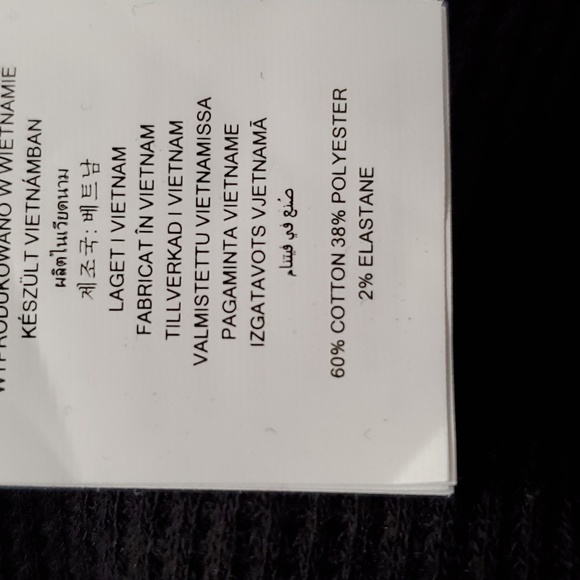 WYPRODUKOWANO W WIETNAMIE
KÉSZÜLT VIETNÁMBAN
ผลิตในเวียดนาม
제조국: 베트남
LAGET I VIETNAM
FABRICAT ÎN VIETNAM
TILLVERKAD I VIETNAM
VALMISTETTU VIETNAMISSA
PAGAMINTA VIETNAME
IZGATAVOTS VJETNAMĀ
صُنع في فيتنام
60% COTTON 38% POLYESTER
2% ELASTANE